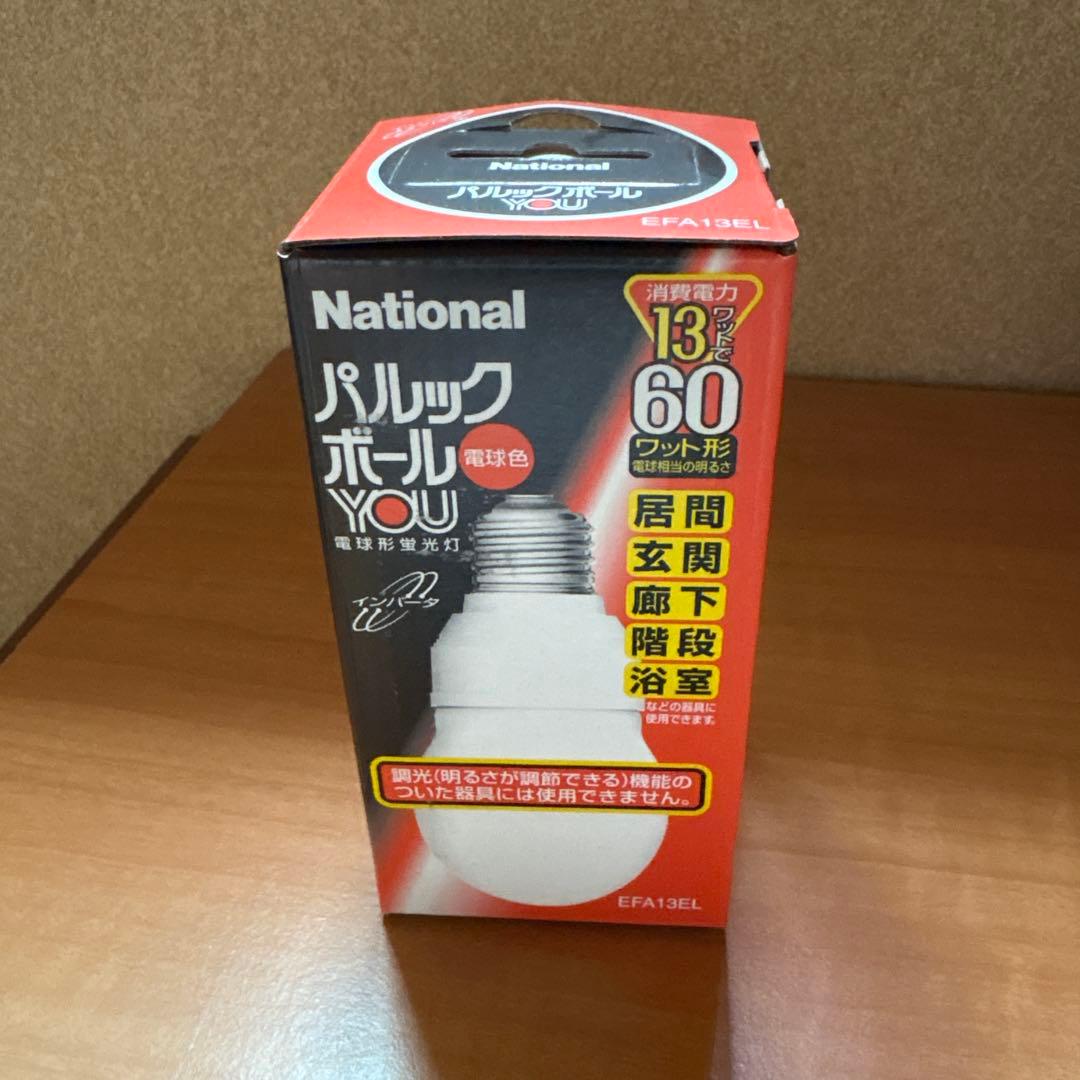 National
パルックボール
YOU
EFA13EL
National
パルック
ボール
電球色
YOU
電球形蛍光灯
インバータ
消費電力
13ワットで
60
ワット形
電球相当の明るさ
居間
玄関
廊下
階段
浴室
などの器具に
使用できます。
調光(明るさが調節できる)機能の
ついた器具には使用できません。
EFA13EL